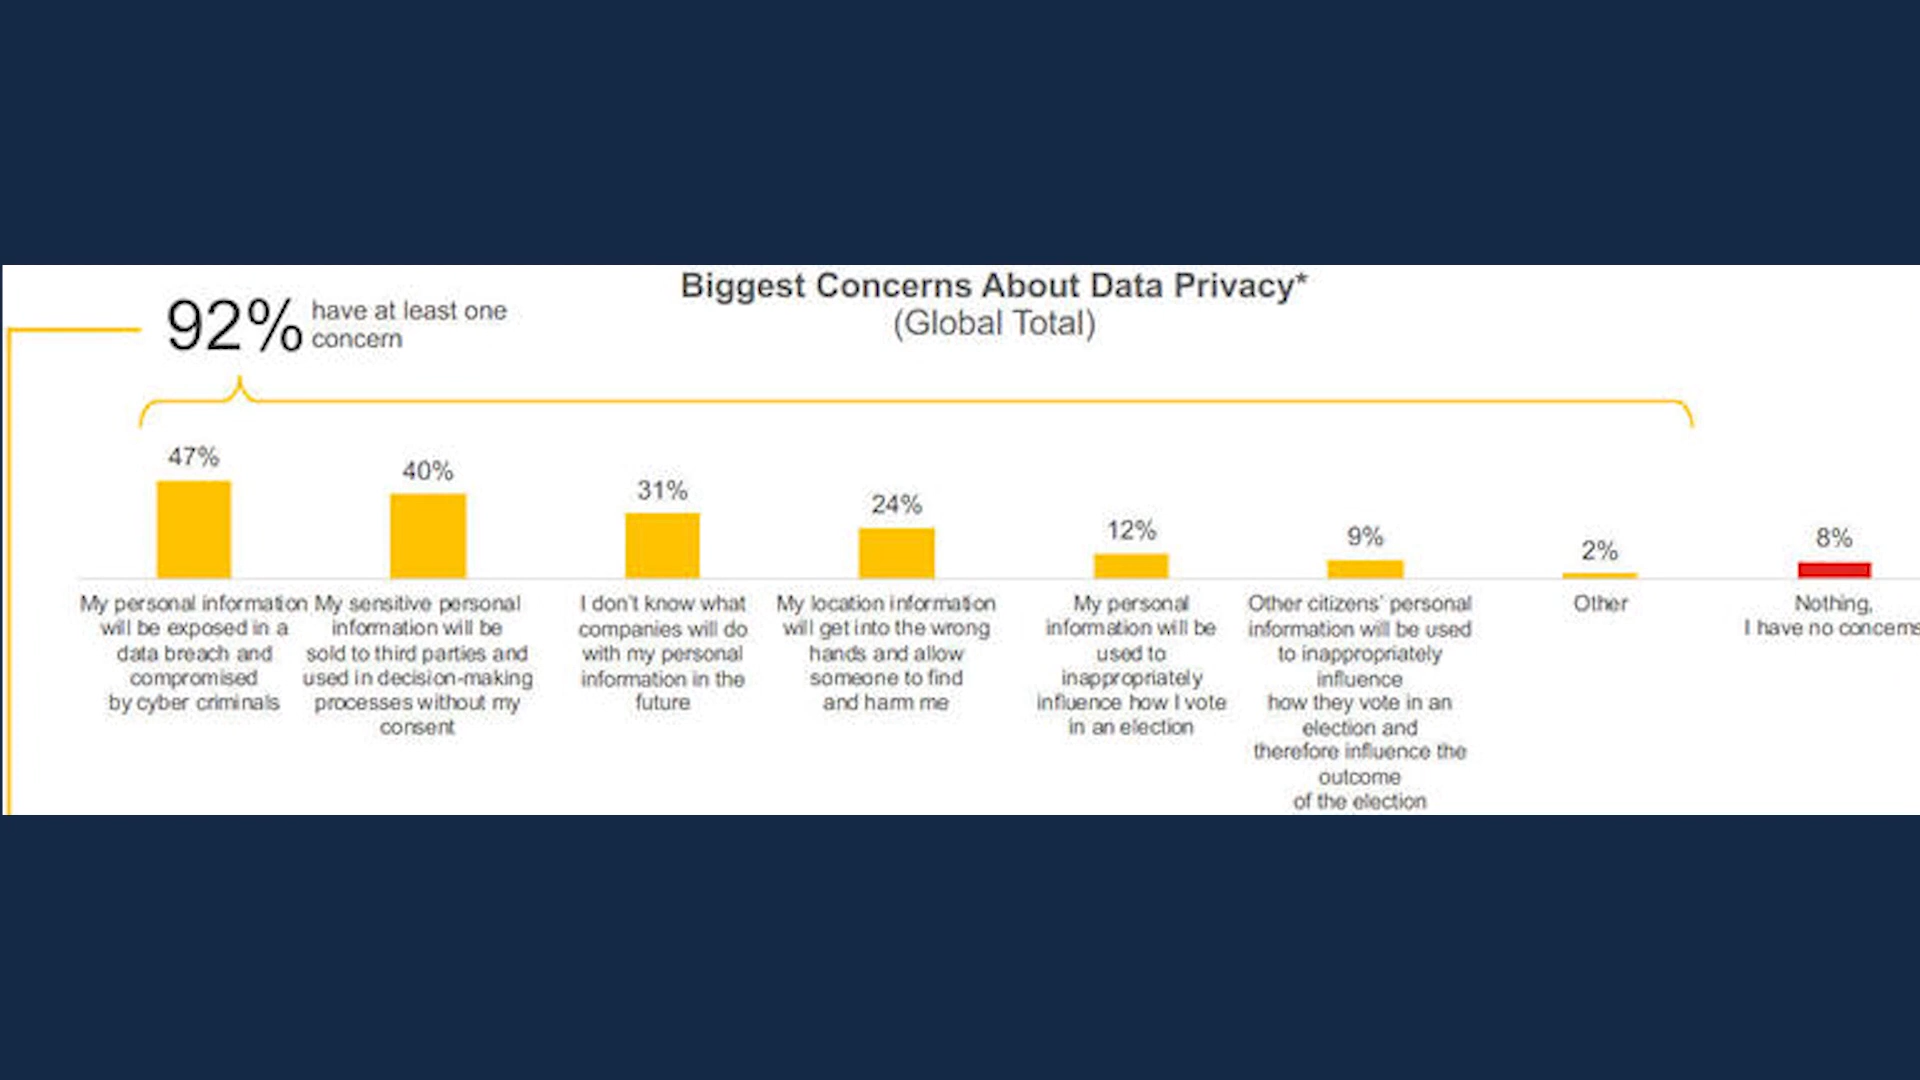 Biggest Concerns About Data Privacy*
(Global Total)
92%
have at least one
concern
47%
40%
31%
24%
12%
9%
2%
8%
My personal information
will be exposed in a
data breach and
compromised
by cyber criminals
My sensitive personal
information will be
sold to third parties and
used in decision-making
processes without my
consent
I don't know what
companies will do
with my personal
information in the
future
My location information
will get into the wrong
hands and allow
someone to find
and harm me
My personal
information will be
used to
inappropriately
influence how I vote
in an election
Other citizens' personal
information will be used
to inappropriately
influence
how they vote in an
election and
therefore influence the
outcome
of the election
Other
Nothing,
I have no concerns